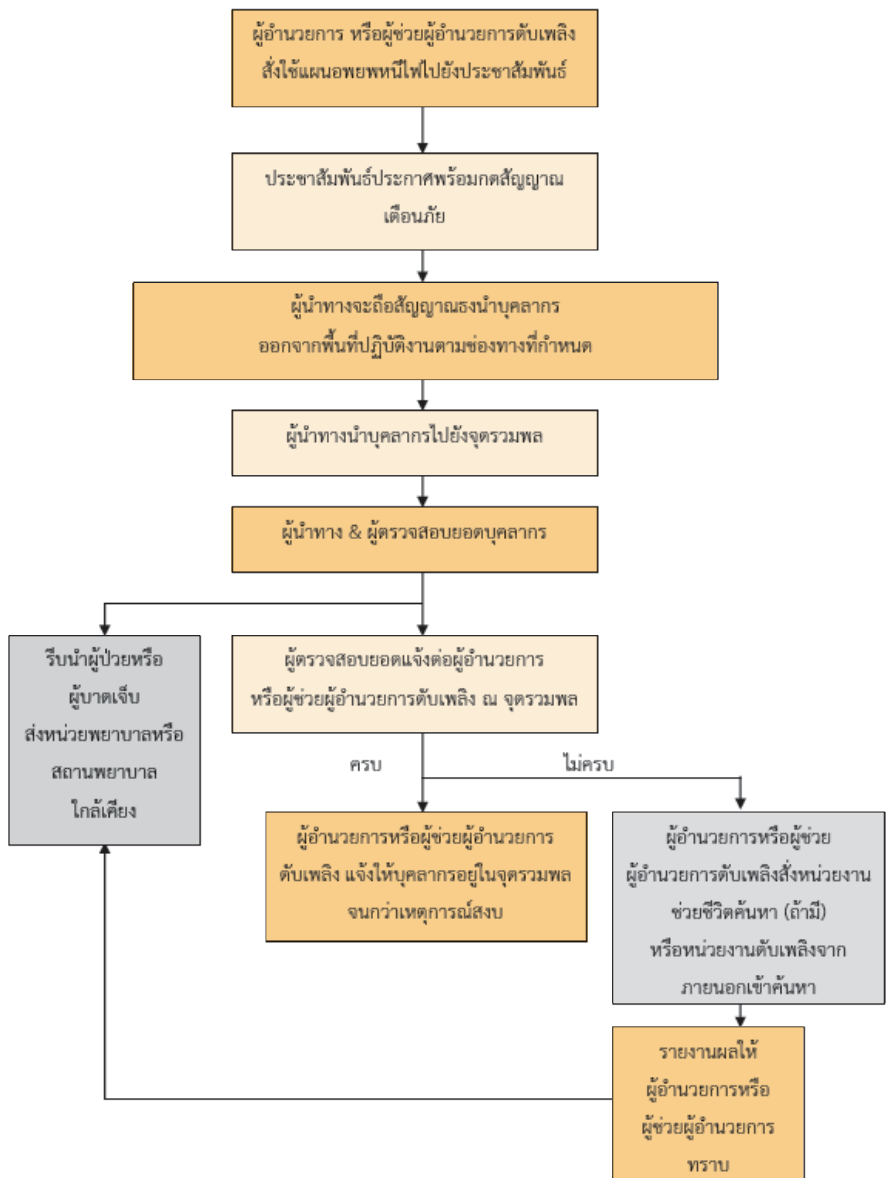 ผู้อำนวยการ หรือผู้ช่วยผู้อำนวยการดับเพลิง
สั่งใช้แผนอพยพหนีไฟไปยังประชาสัมพันธ์
ประชาสัมพันธ์ประกาศพร้อมกดสัญญาณ
เตือนภัย
ผู้นำทางจะถือสัญญาณธงนำบุคลากร
ออกจากพื้นที่ปฏิบัติงานตามช่องทางที่กำหนด
ผู้นำทางนำบุคลากรไปยังจุดรวมพล
ผู้นำทาง & ผู้ตรวจสอบยอดบุคลากร
รีบนำผู้ป่วยหรือ
ผู้บาดเจ็บ
ส่งหน่วยพยาบาลหรือ
สถานพยาบาล
ใกล้เคียง
ผู้ตรวจสอบยอดแจ้งต่อผู้อำนวยการ
หรือผู้ช่วยผู้อำนวยการดับเพลิง ณ จุดรวมพล
ครบ
ไม่ครบ
ผู้อำนวยการหรือผู้ช่วยผู้อำนวยการ
ดับเพลิง แจ้งให้บุคลากรอยู่ในจุดรวมพล
จนกว่าเหตุการณ์สงบ
ผู้อำนวยการหรือผู้ช่วย
ผู้อำนวยการดับเพลิงสั่งหน่วยงาน
ช่วยชีวิตค้นหา (ถ้ามี)
หรือหน่วยงานดับเพลิงจาก
ภายนอกเข้าค้นหา
รายงานผลให้
ผู้อำนวยการหรือ
ผู้ช่วยผู้อำนวยการ
ทราบ